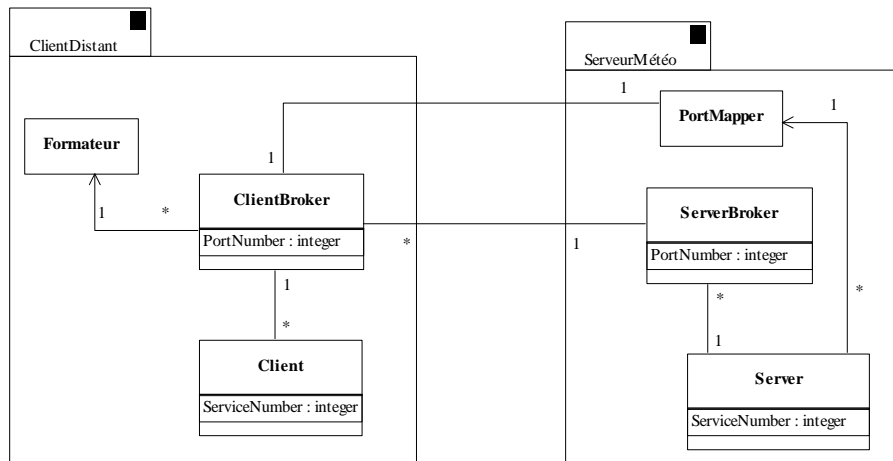 ClientDistant
ServeurMétéo
1
1
PortMapper
Formateur
1
1
*
ClientBroker
PortNumber : integer
*
1
ServerBroker
PortNumber : integer
1
*
*
1
*
Client
ServiceNumber : integer
Server
ServiceNumber : integer